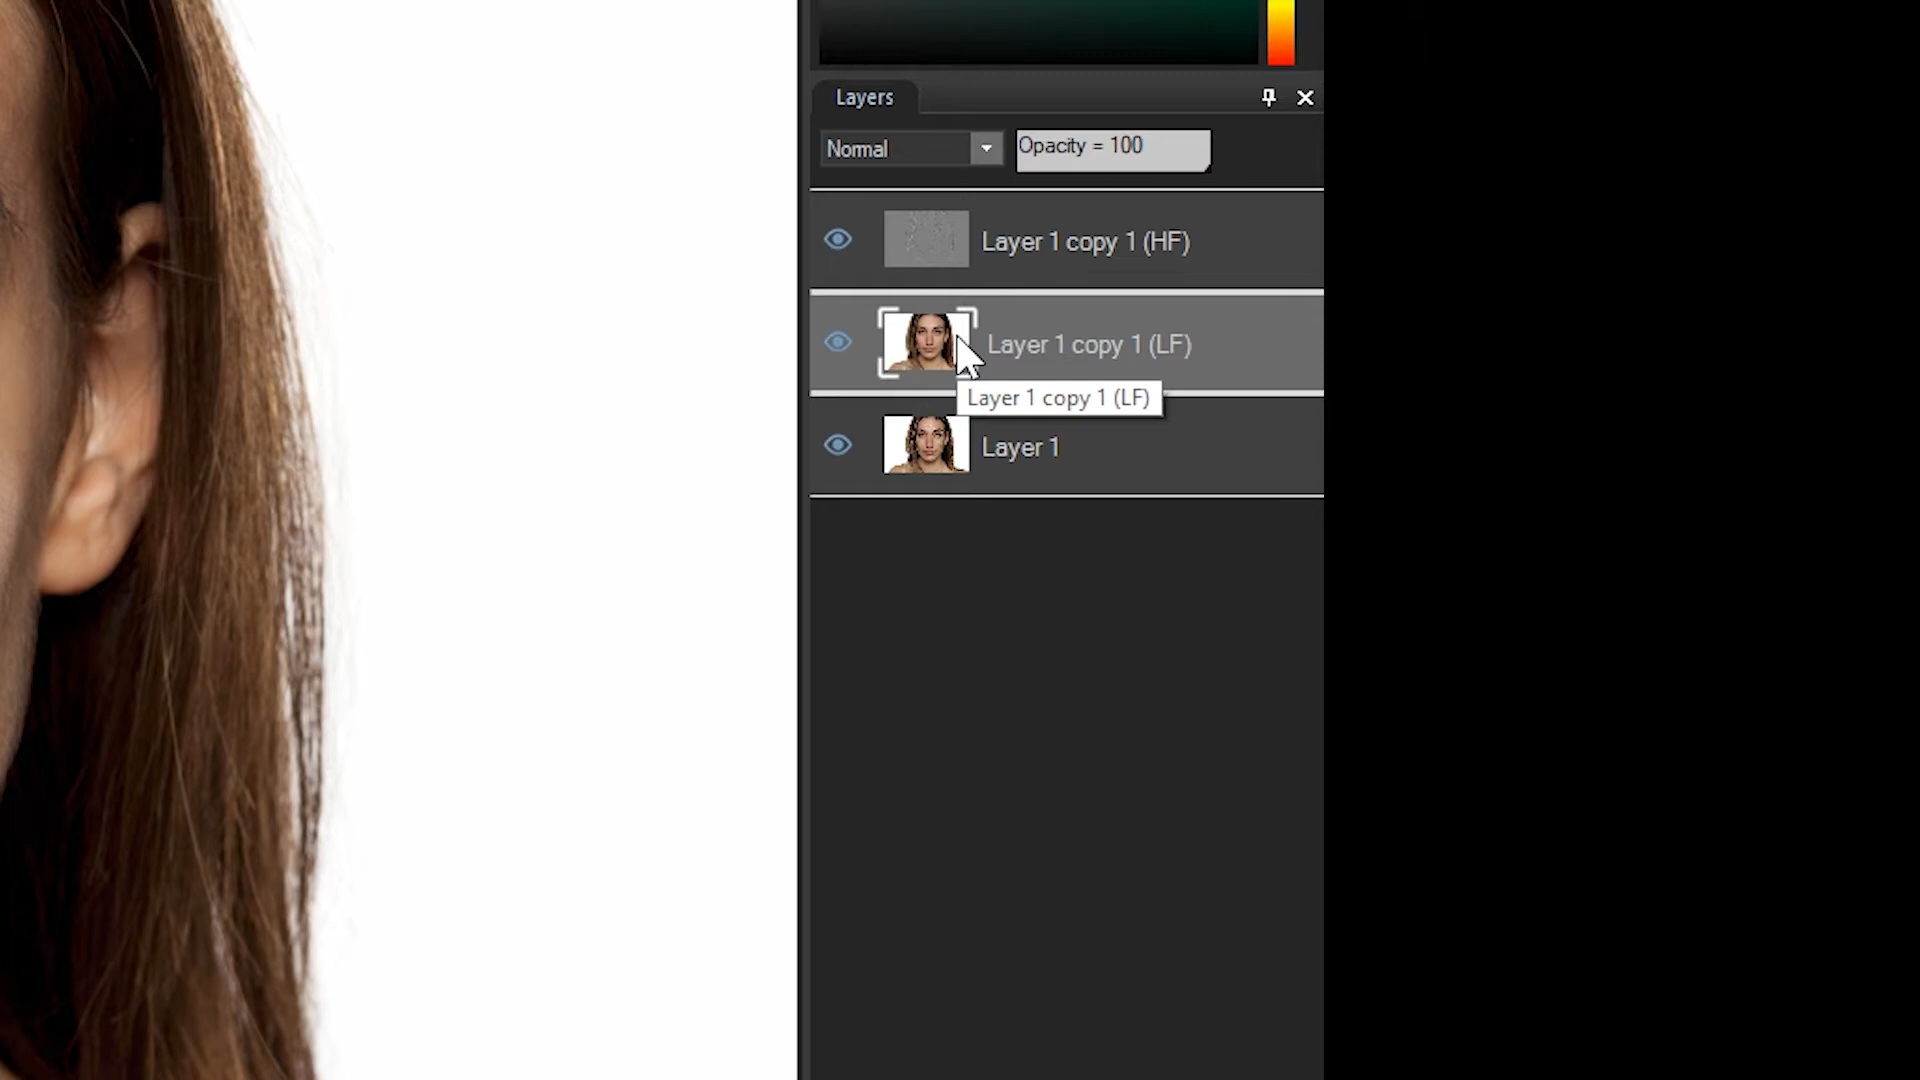 Layers
Normal
Opacity = 100
Layer 1 copy 1 (HF)
Layer 1 copy 1 (LF)
Layer 1 copy 1 (LF)
Layer 1